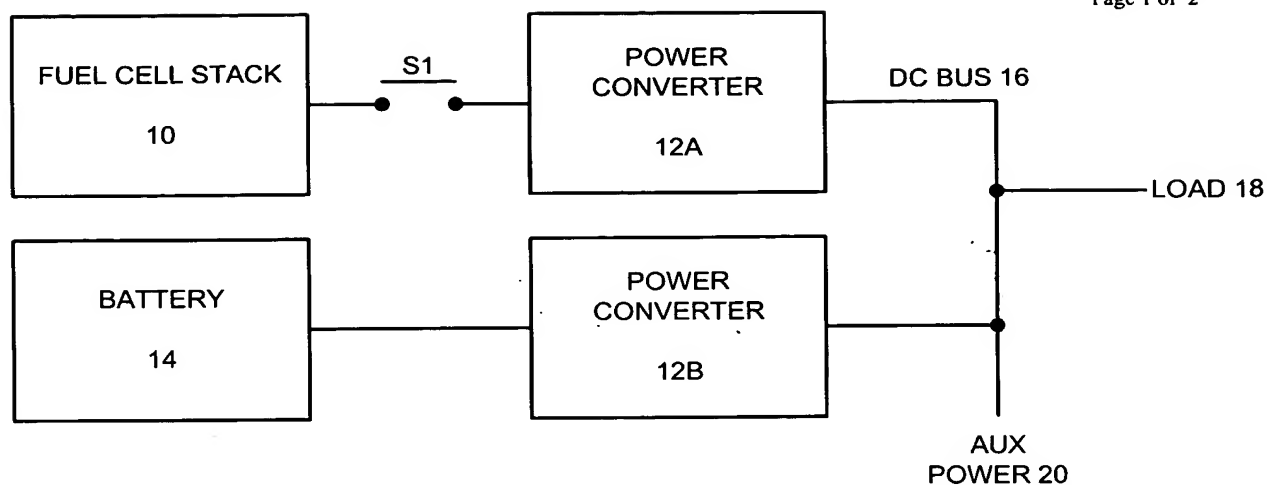 Page 1 of 2
FUEL CELL STACK
10
S1
POWER
CONVERTER
12A
DC BUS 16
LOAD 18
BATTERY
14
POWER
CONVERTER
12B
AUX
POWER 20